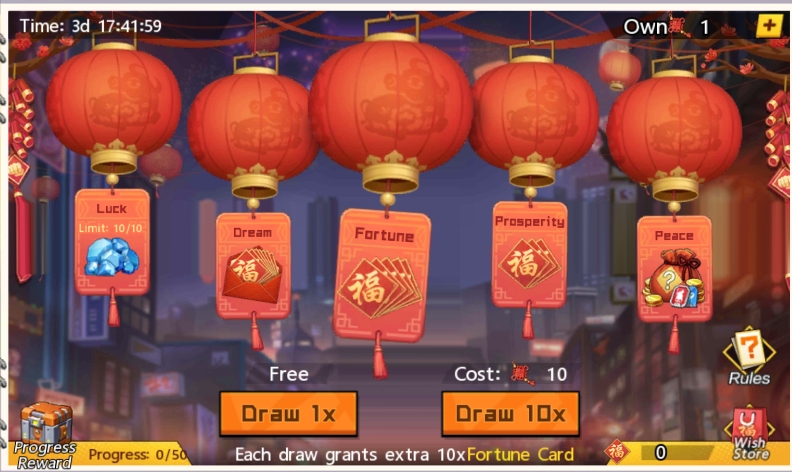 Time: 3d 17:41:59
Own 1
Luck
Limit: 10/10
Dream
福
Fortune
福
Prosperity
福
Peace
?
Free
Cost: 10
Draw 1x
Draw 10x
?
Rules
Progress
Reward
Progress: 0/50
Each draw grants extra 10xFortune Card
福
0
福
Wish
Store